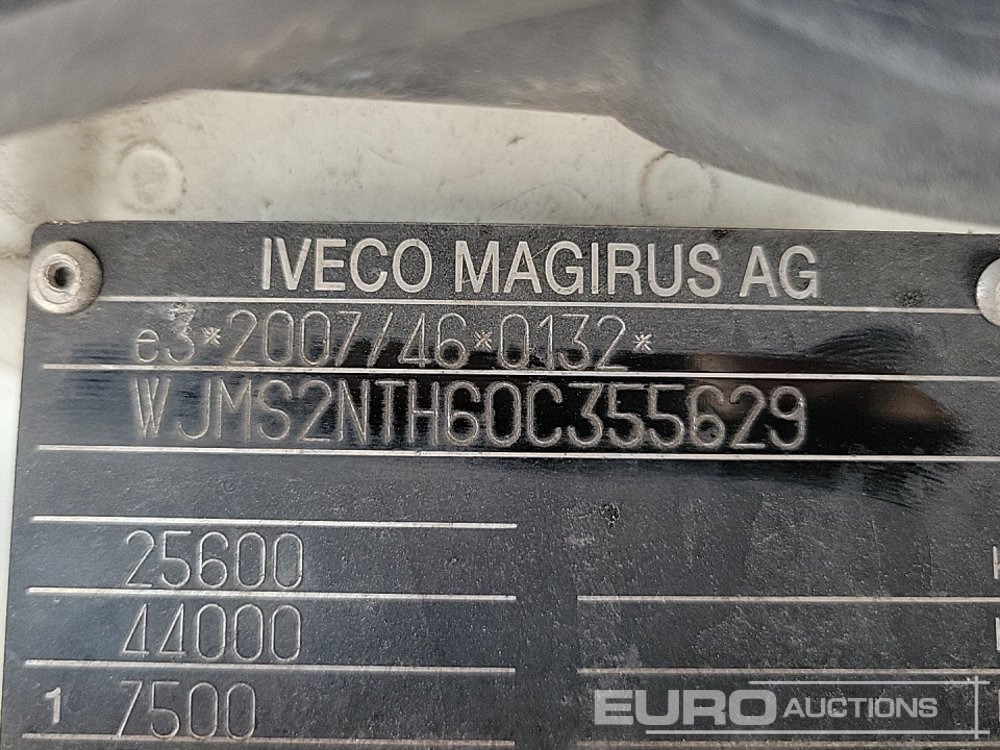 IVECO MAGIRUS AG
e3*2007/46*0132*
WJMS2NTH60C355629
25600
44000
1 7500
EURO AUCTIONS